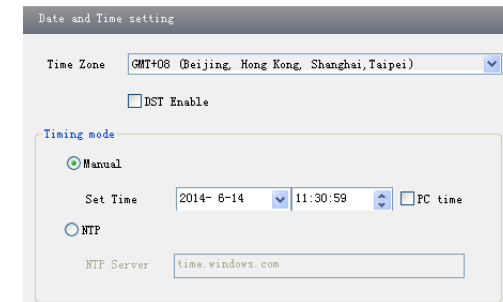 Date and Time setting
Time Zone GMT+08 (Beijing, Hong Kong, Shanghai,Taipei)
DST Enable
Timing mode
Manual
Set Time 2014- 6-14 11:30:59 PC time
NTP
NTP Server time.windows.com